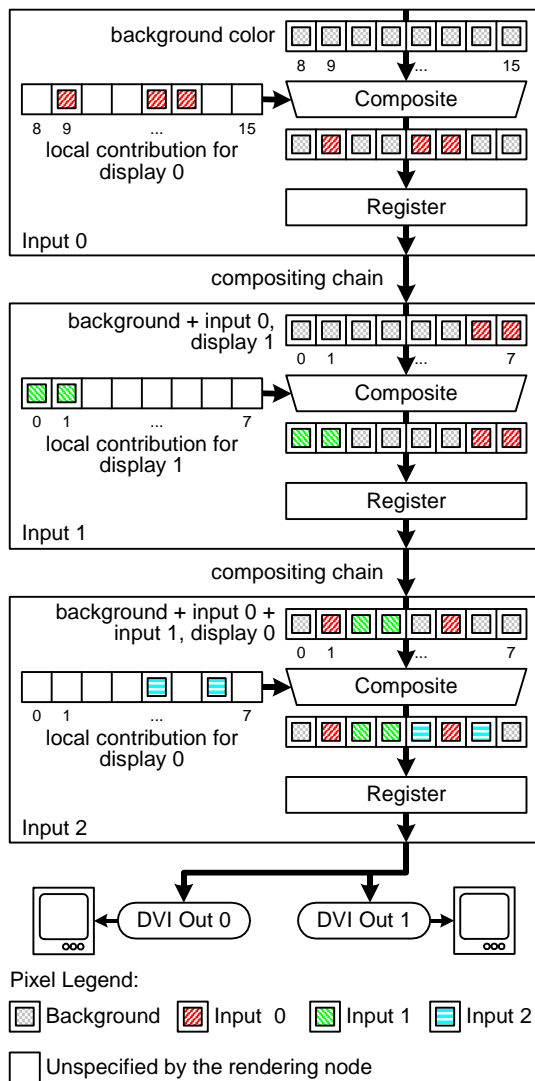 background color
8 9 ... 15
Composite
8 9 ... 15
local contribution for
display 0
Register
Input 0
compositing chain
background + input 0,
display 1
0 1 ... 7
Composite
0 1 ... 7
local contribution for
display 1
Register
Input 1
compositing chain
background + input 0 +
input 1, display 0
0 1 ... 7
Composite
0 1 ... 7
local contribution for
display 0
Register
Input 2
DVI Out 0 DVI Out 1
Pixel Legend:
Background Input 0 Input 1 Input 2
Unspecified by the rendering node